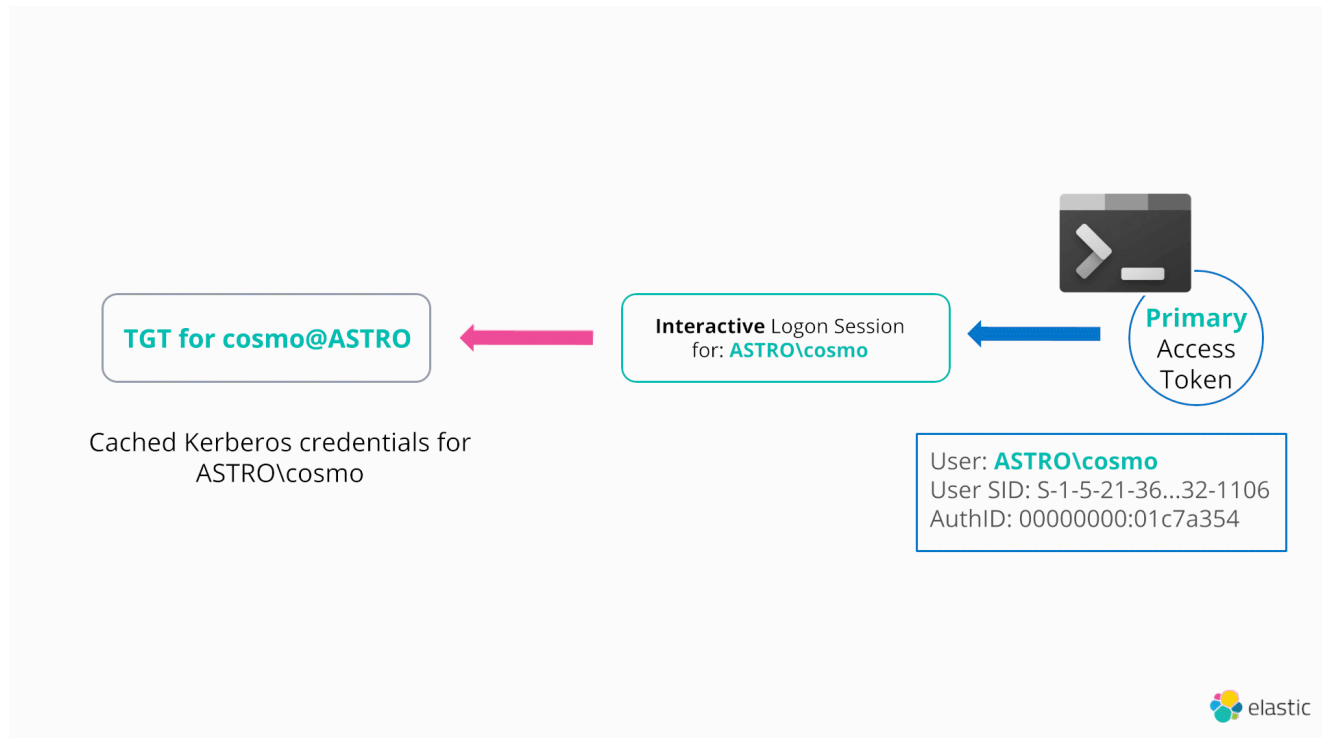 TGT for cosmo@ASTRO
Cached Kerberos credentials for
ASTRO\cosmo
Interactive Logon Session
for: ASTRO\cosmo
Primary
Access
Token
User: ASTRO\cosmo
User SID: S-1-5-21-36...32-1106
AuthID: 00000000:01c7a354
elastic